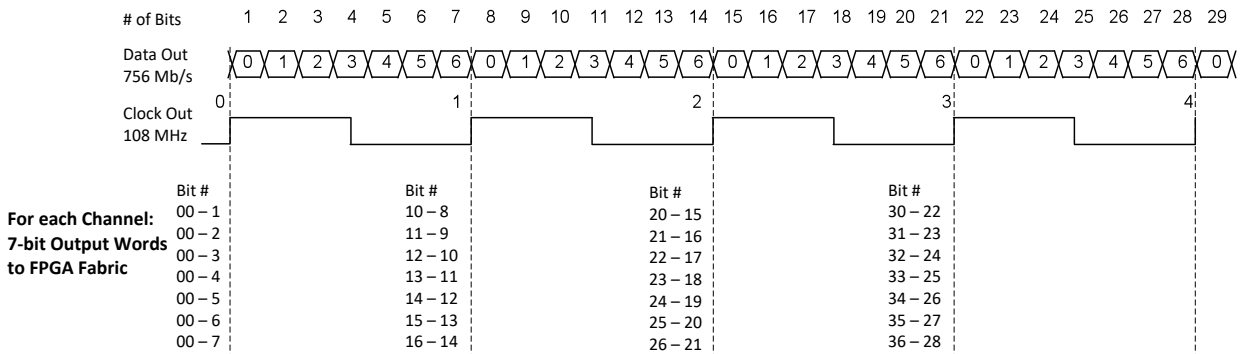 # of Bits 1 2 3 4 5 6 7 8 9 10 11 12 13 14 15 16 17 18 19 20 21 22 23 24 25 26 27 28 29
Data Out 0 1 2 3 4 5 6 0 1 2 3 4 5 6 0 1 2 3 4 5 6 0 1 2 3 4 5 6 0
756 Mb/s
0 1 2 3 4
Clock Out
108 MHz
For each Channel:
7-bit Output Words
to FPGA Fabric
Bit #
00 – 1
00 – 2
00 – 3
00 – 4
00 – 5
00 – 6
00 – 7
Bit #
10 – 8
11 – 9
12 – 10
13 – 11
14 – 12
15 – 13
16 – 14
Bit #
20 – 15
21 – 16
22 – 17
23 – 18
24 – 19
25 – 20
26 – 21
Bit #
30 – 22
31 – 23
32 – 24
33 – 25
34 – 26
35 – 27
36 – 28